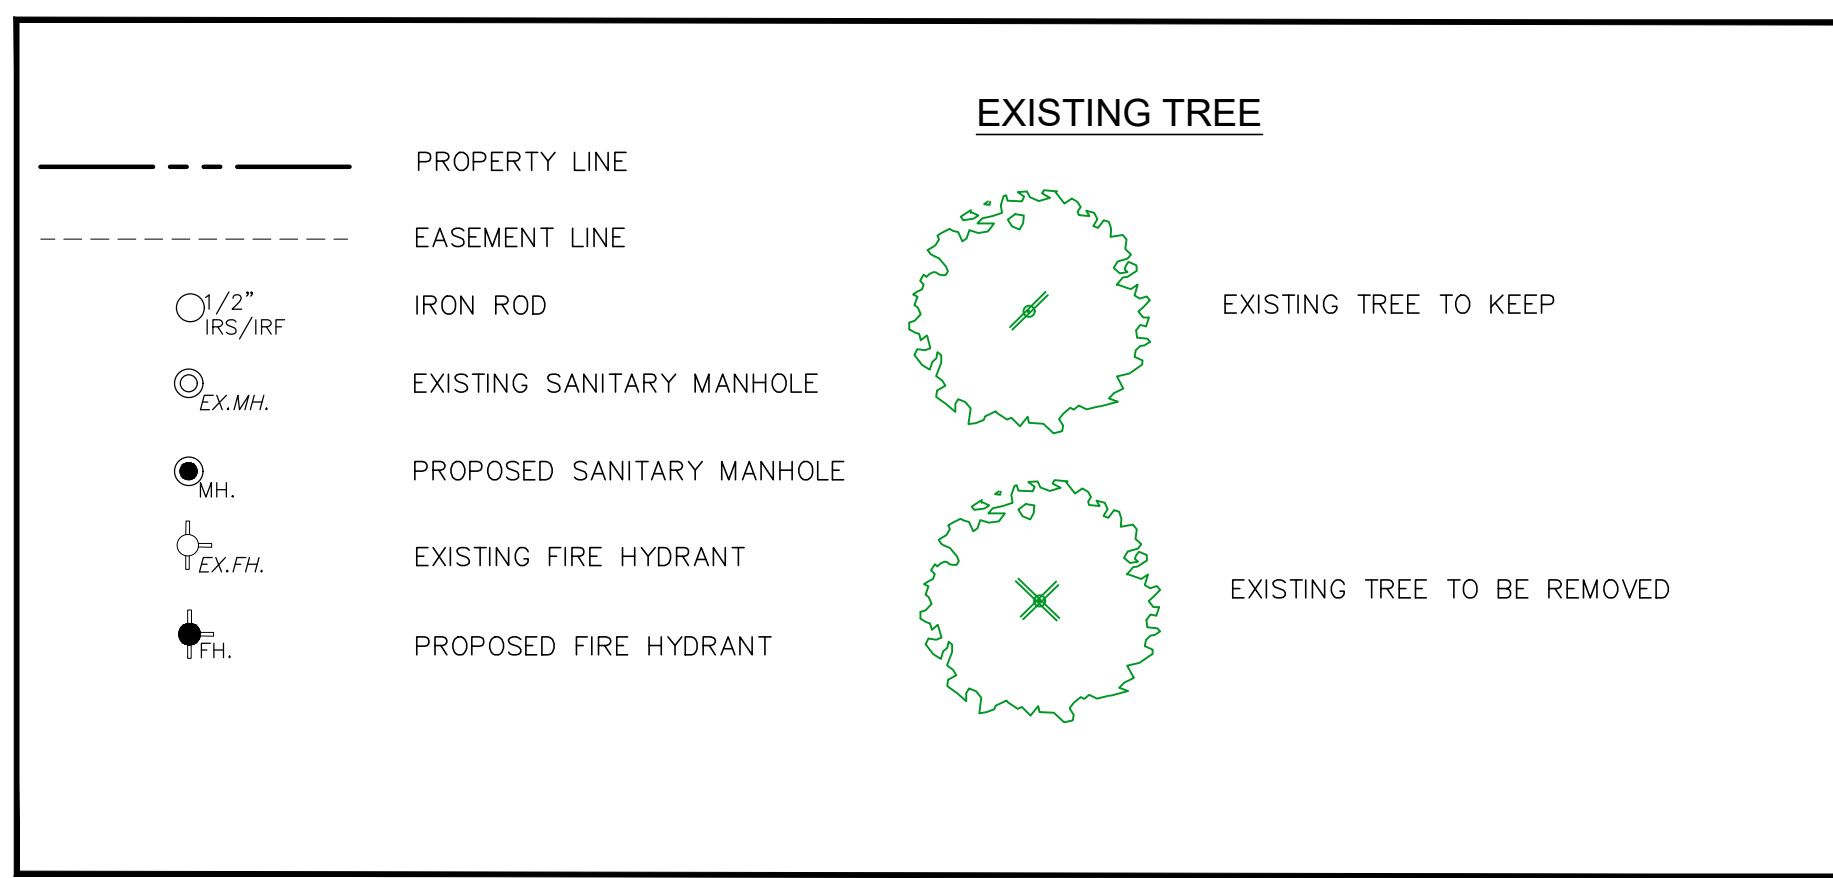 PROPERTY LINE
EASEMENT LINE
1/2"
IRS/IRF
IRON ROD
EX.MH.
EXISTING SANITARY MANHOLE
MH.
PROPOSED SANITARY MANHOLE
EX.FH.
EXISTING FIRE HYDRANT
FH.
PROPOSED FIRE HYDRANT
EXISTING TREE
EXISTING TREE TO KEEP
EXISTING TREE TO BE REMOVED